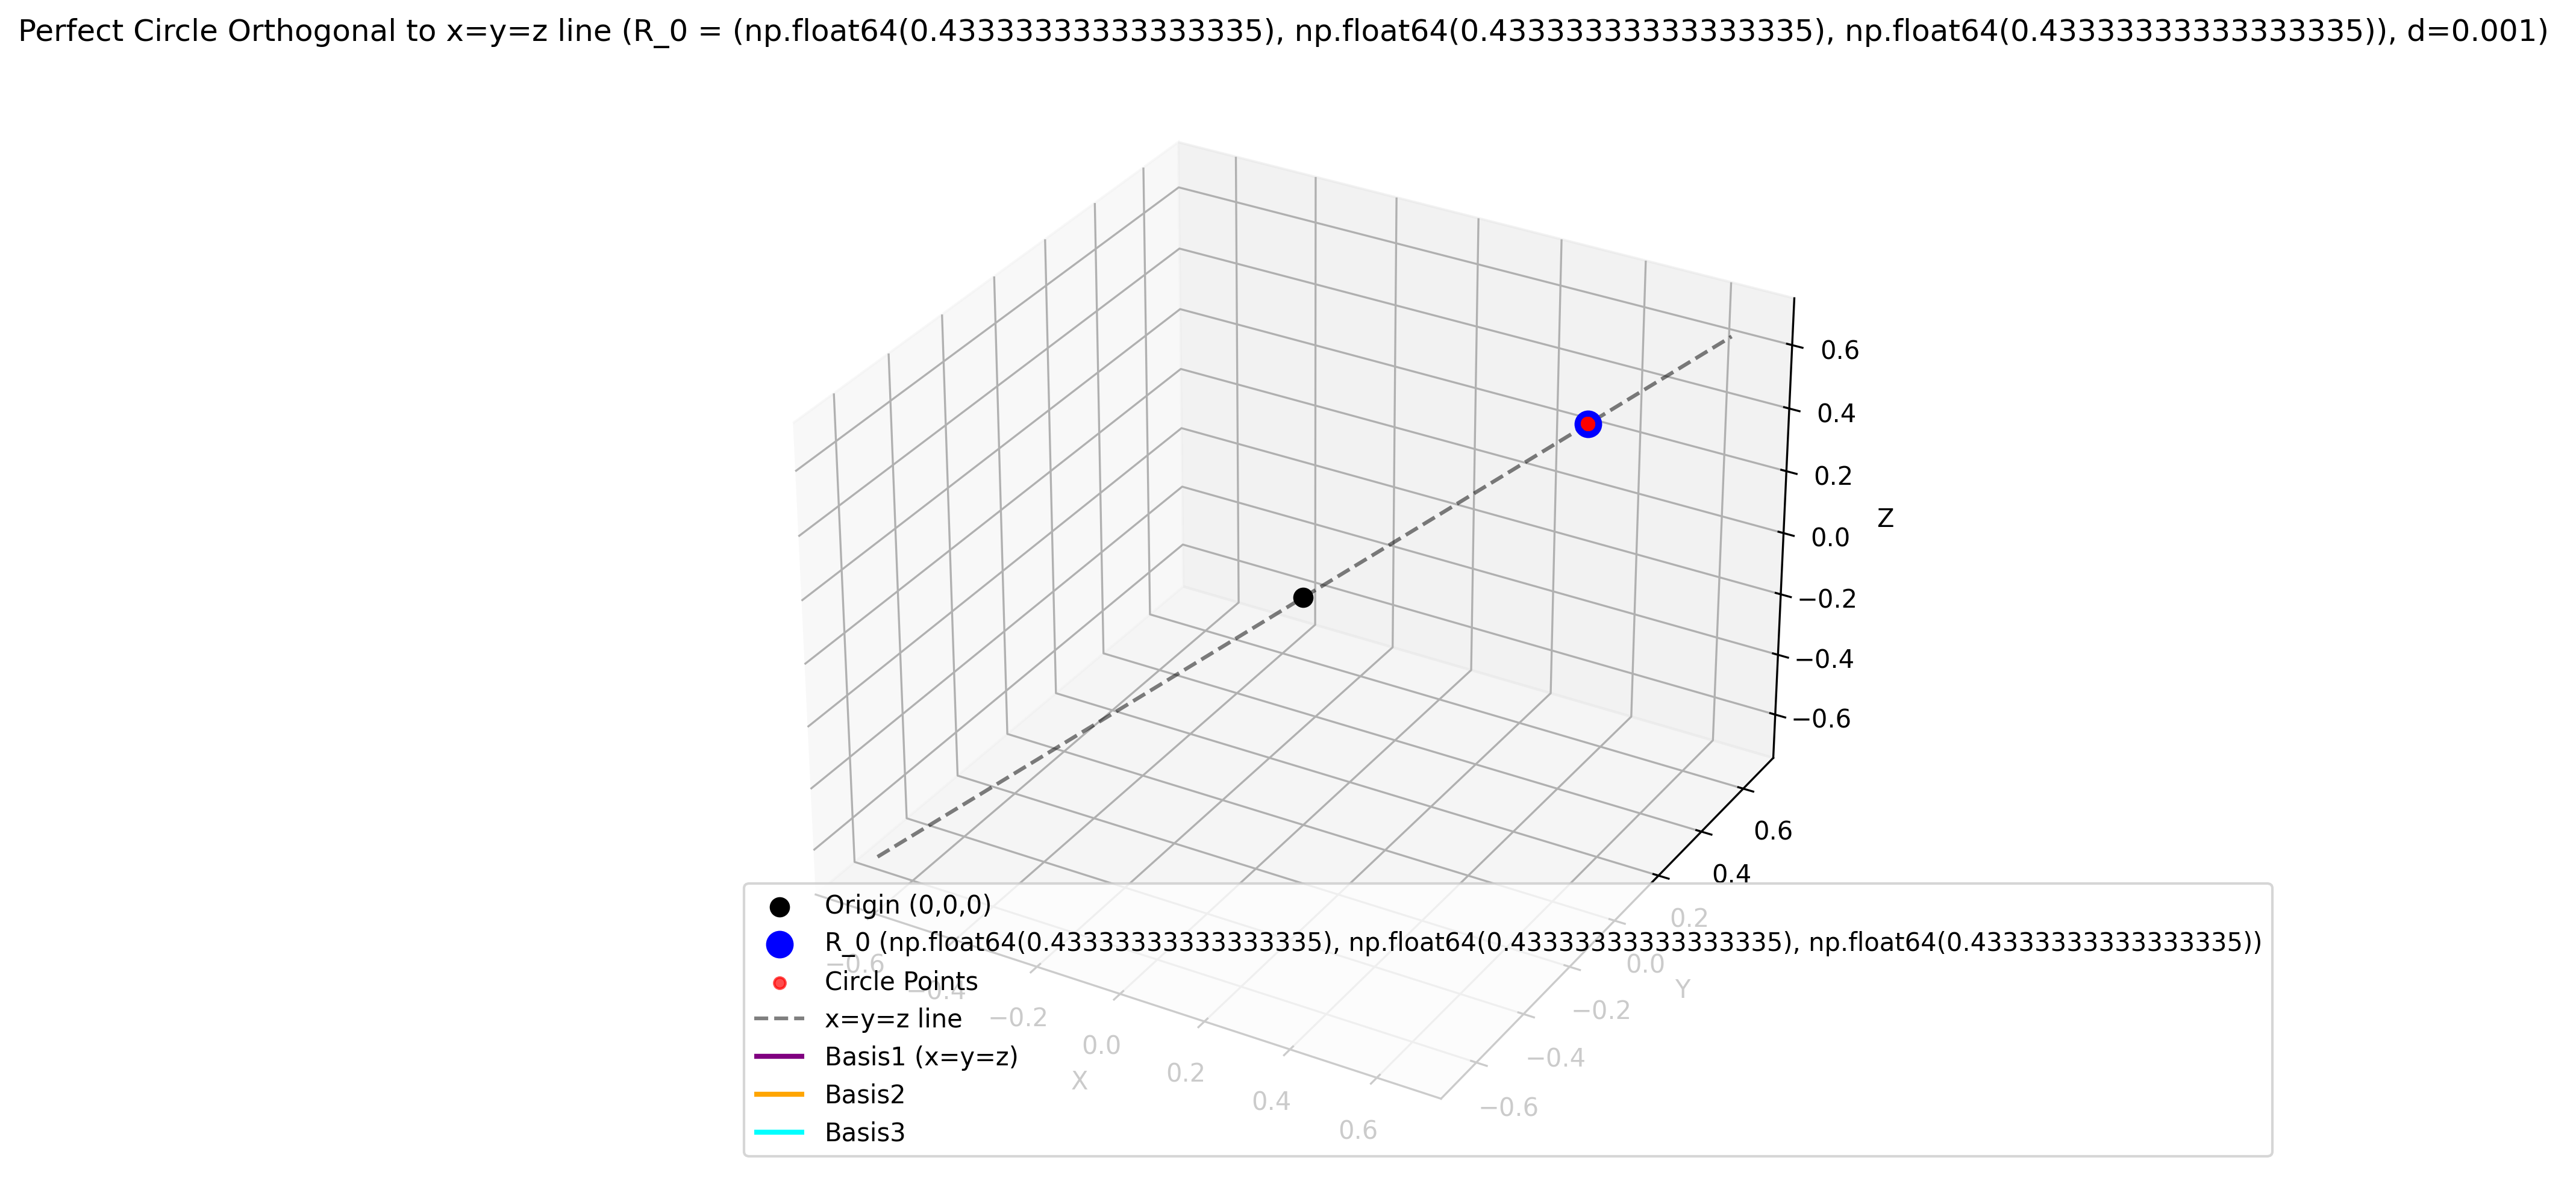 Perfect Circle Orthogonal to x=y=z line (R_0 = (np.float64(0.43333333333333335), np.float64(0.43333333333333335), np.float64(0.43333333333333335)), d=0.001)
0.6
0.4
0.2
0.0
−0.2
−0.4
−0.6
Z
0.6
0.4
0.2
0.0
−0.2
−0.4
−0.6
Y
−0.6
−0.4
−0.2
0.0
0.2
0.4
0.6
X
Origin (0,0,0)
R_0 (np.float64(0.43333333333333335), np.float64(0.43333333333333335), np.float64(0.43333333333333335))
Circle Points
x=y=z line
Basis1 (x=y=z)
Basis2
Basis3